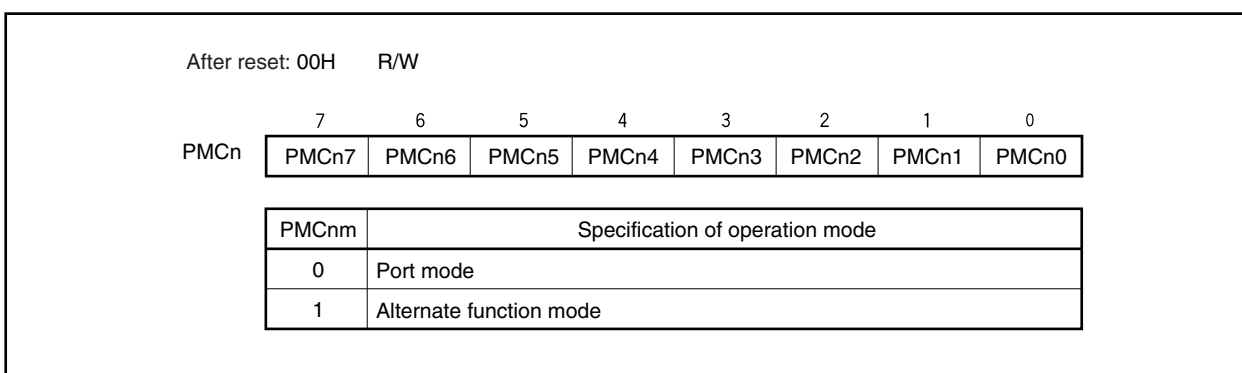 After reset: 00H R/W
7 6 5 4 3 2 1 0
PMCn PMCn7 PMCn6 PMCn5 PMCn4 PMCn3 PMCn2 PMCn1 PMCn0
PMCnm Specification of operation mode
0 Port mode
1 Alternate function mode